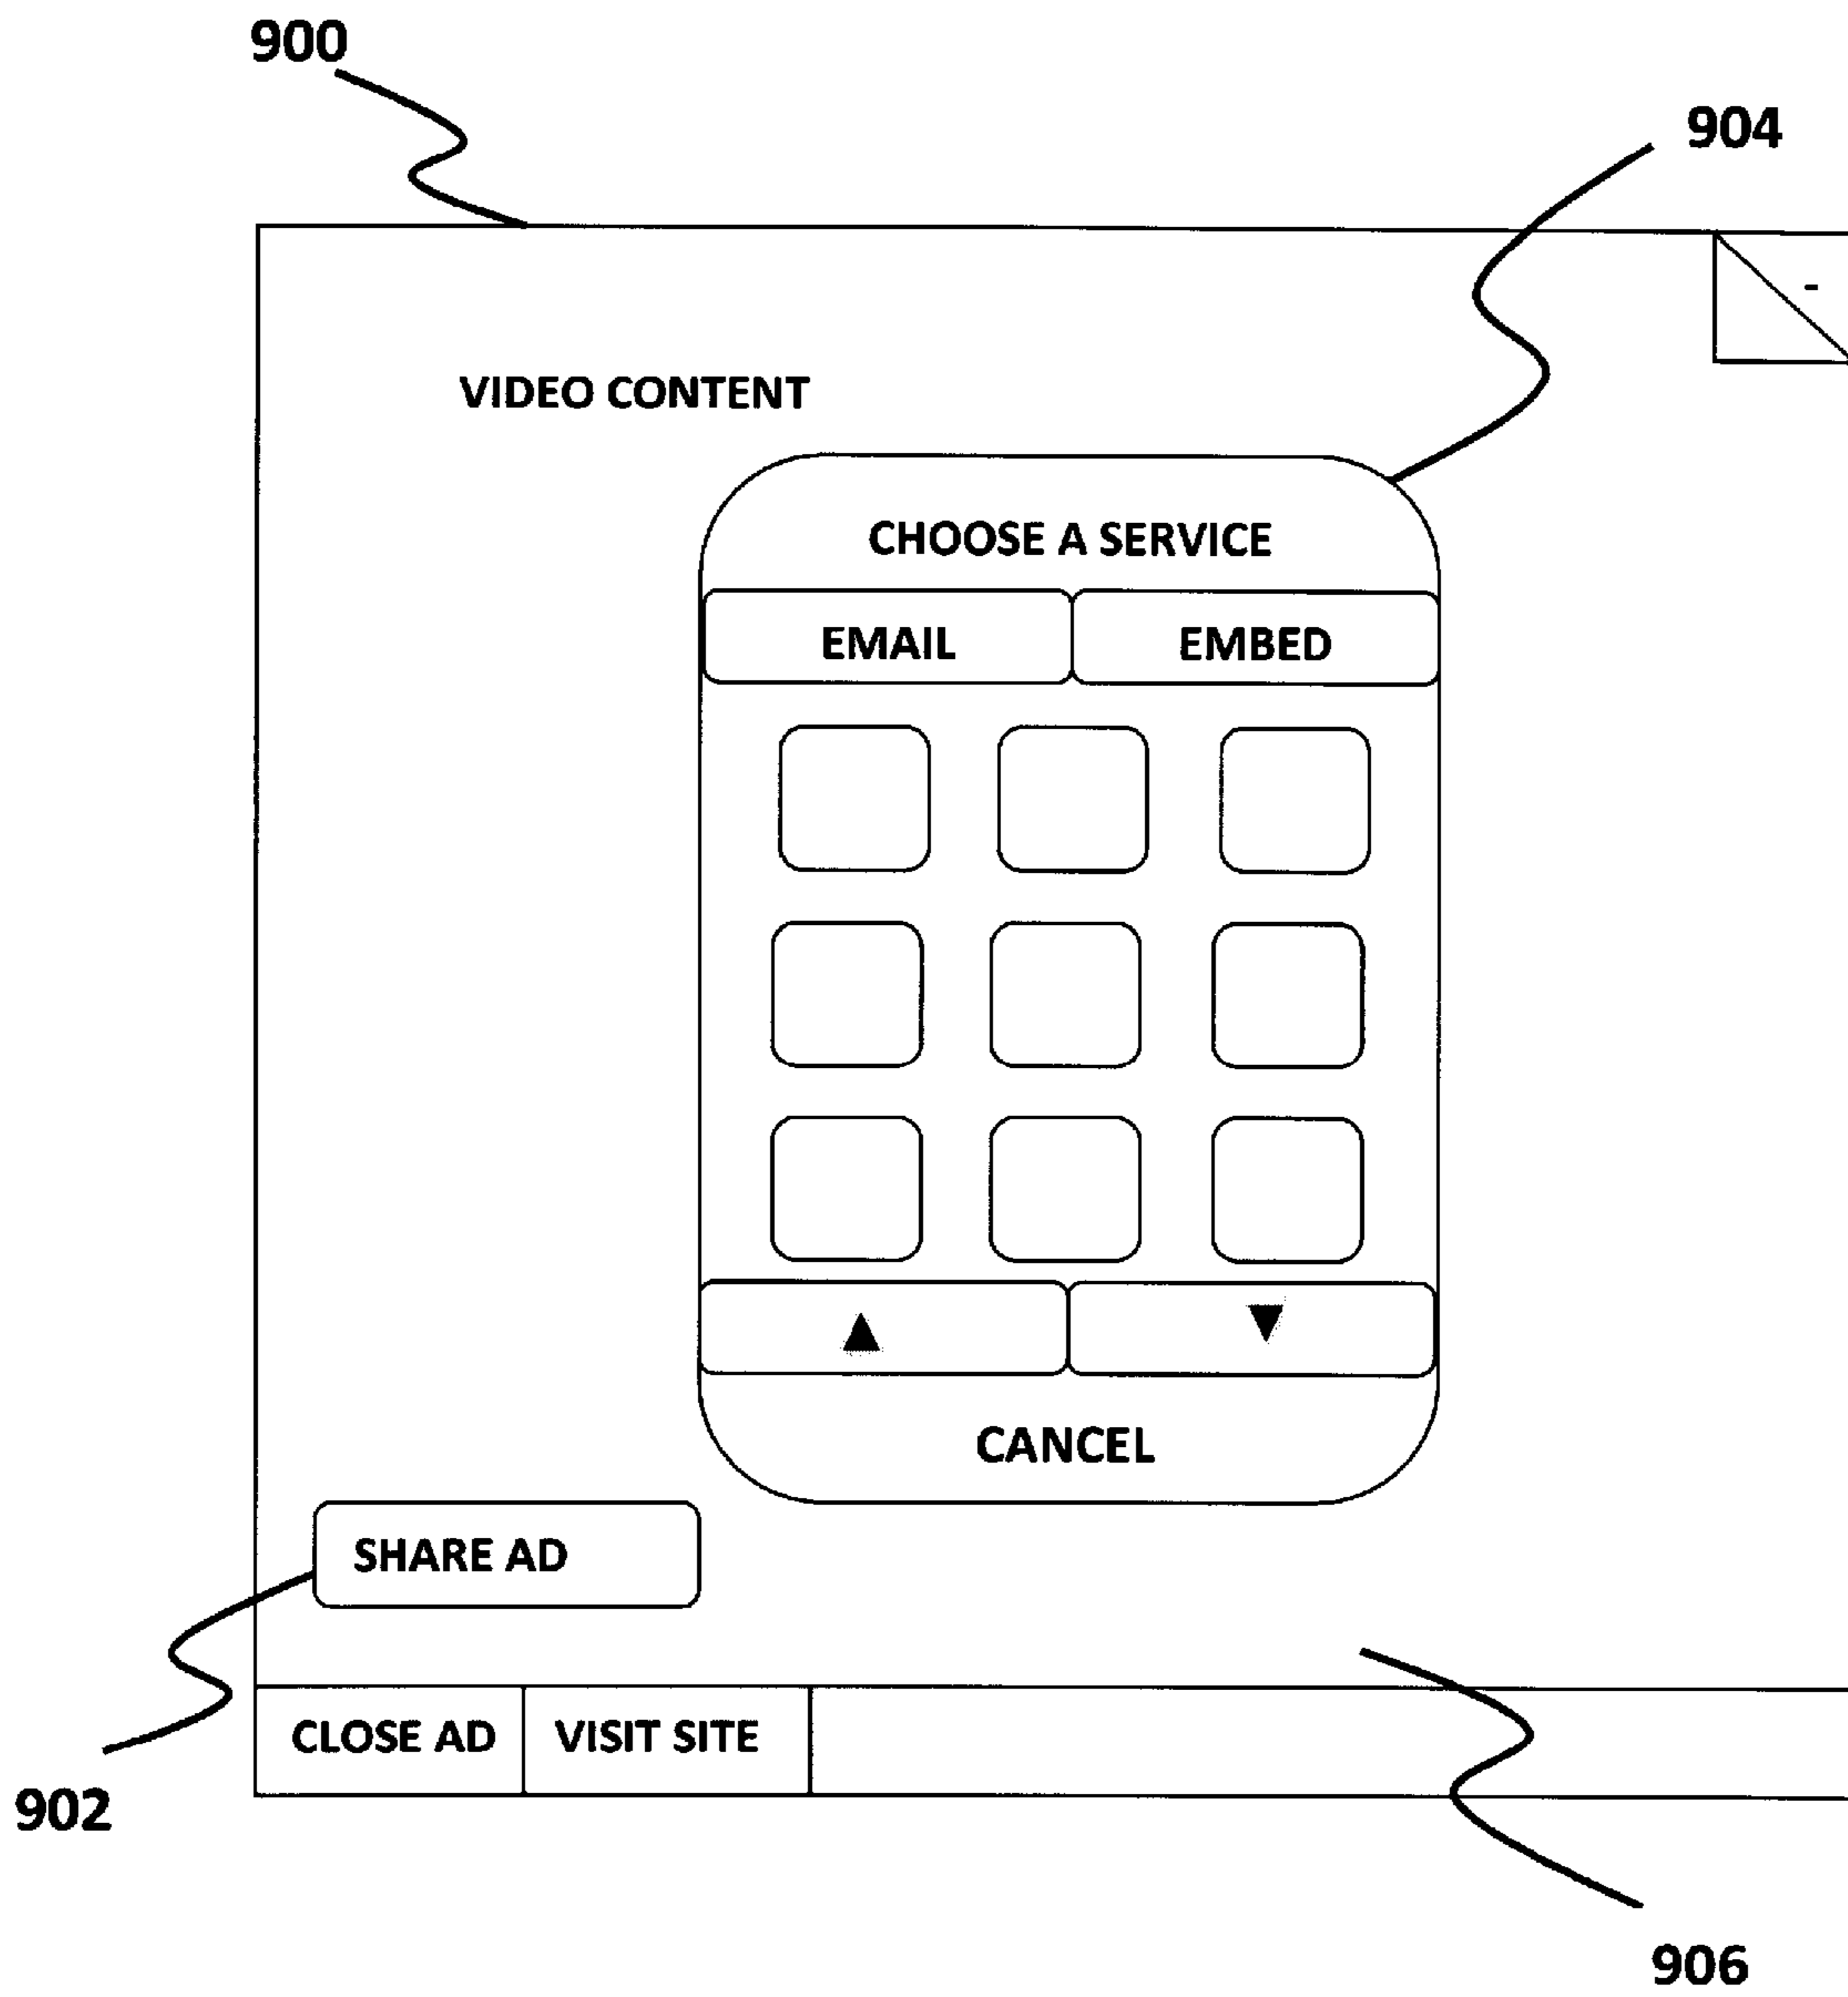 900
904
-
VIDEO CONTENT
CHOOSE A SERVICE
EMAIL EMBED
▲ ▼
CANCEL
SHARE AD
CLOSE AD VISIT SITE
902
906